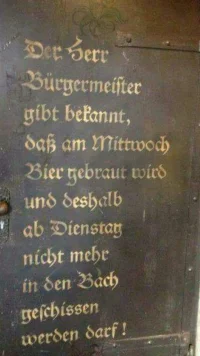 Der Herr
Bürgermeister
gibt bekannt,
daß am Mittwoch
Bier gebraut wird
und deshalb
ab Dienstag
nicht mehr
in den Bach
geschissen
werden darf!